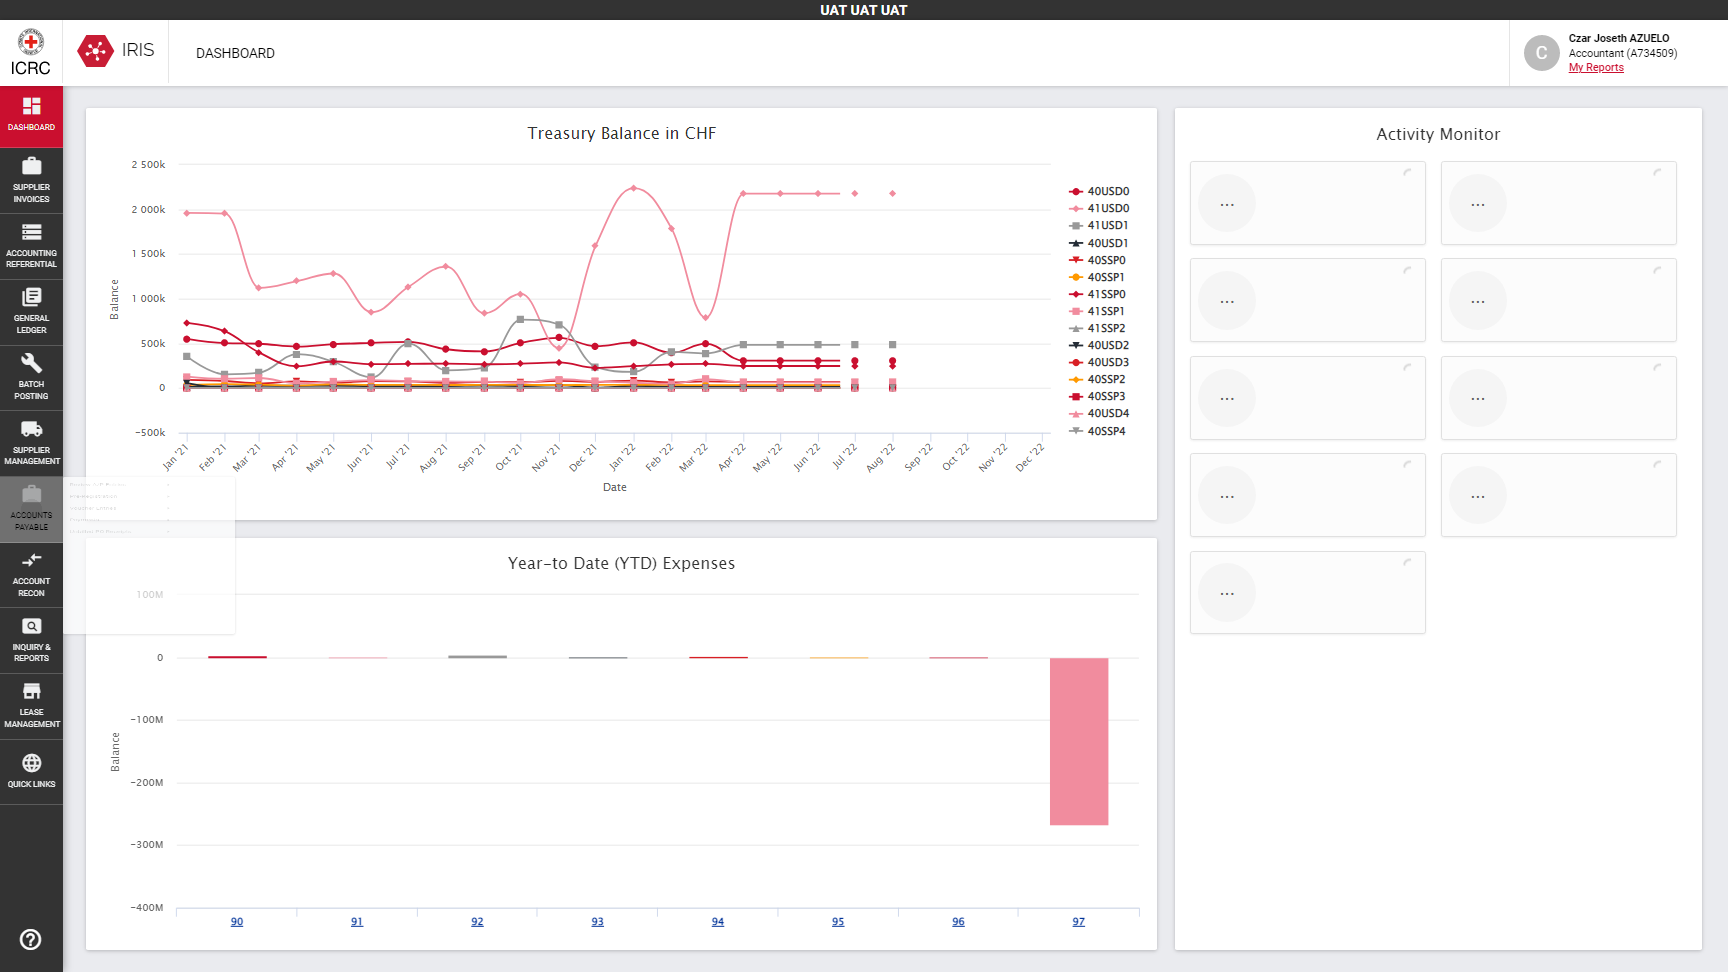 UAT UAT UAT
ICRC
IRIS
DASHBOARD
Czar Joseth AZUELO
Accountant (A734509)
My Reports
C
DASHBOARD
SUPPLIER
INVOICES
ACCOUNTING
REFERENTIAL
GENERAL
LEDGER
BATCH
POSTING
SUPPLIER
MANAGEMENT
ACCOUNTS
PAYABLE
ACCOUNT
RECON
INQUIRY &
REPORTS
LEASE
MANAGEMENT
QUICK LINKS
Treasury Balance in CHF
2 500k
2 000k
1 500k
1 000k
500k
0
-500k
Balance
Jan '21
Feb '21
Mar '21
Apr '21
May '21
Jun '21
Jul '21
Aug '21
Sep '21
Oct '21
Nov '21
Dec '21
Jan '22
Feb '22
Mar '22
Apr '22
May '22
Jun '22
Jul '22
Aug '22
Sep '22
Oct '22
Nov '22
Dec '22
Date
40USD0
41USD0
41USD1
40USD1
40SSP0
40SSP1
41SSP0
41SSP1
41SSP2
40USD2
40USD3
40SSP2
40SSP3
40USD4
40SSP4
Year-to Date (YTD) Expenses
100M
0
-100M
-200M
-300M
-400M
Balance
90
91
92
93
94
95
96
97
Activity Monitor
...
...
...
...
...
...
...
...
...